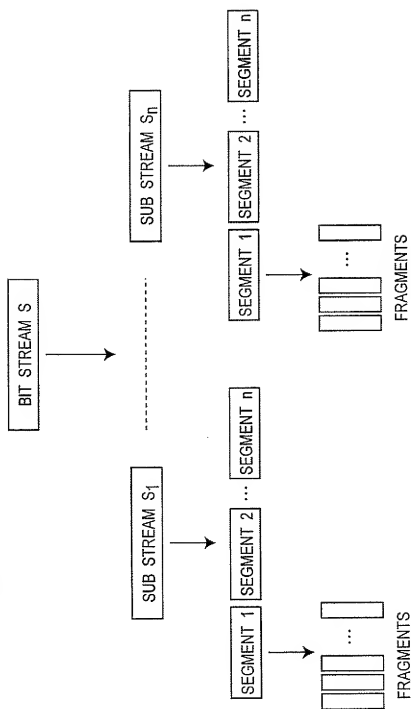 BIT STREAM S
SUB STREAM S1
SUB STREAM Sn
SEGMENT 1
SEGMENT 2
...
SEGMENT n
SEGMENT 1
SEGMENT 2
...
SEGMENT n
...
FRAGMENTS
...
FRAGMENTS